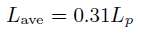 L_ave = 0.31L_p